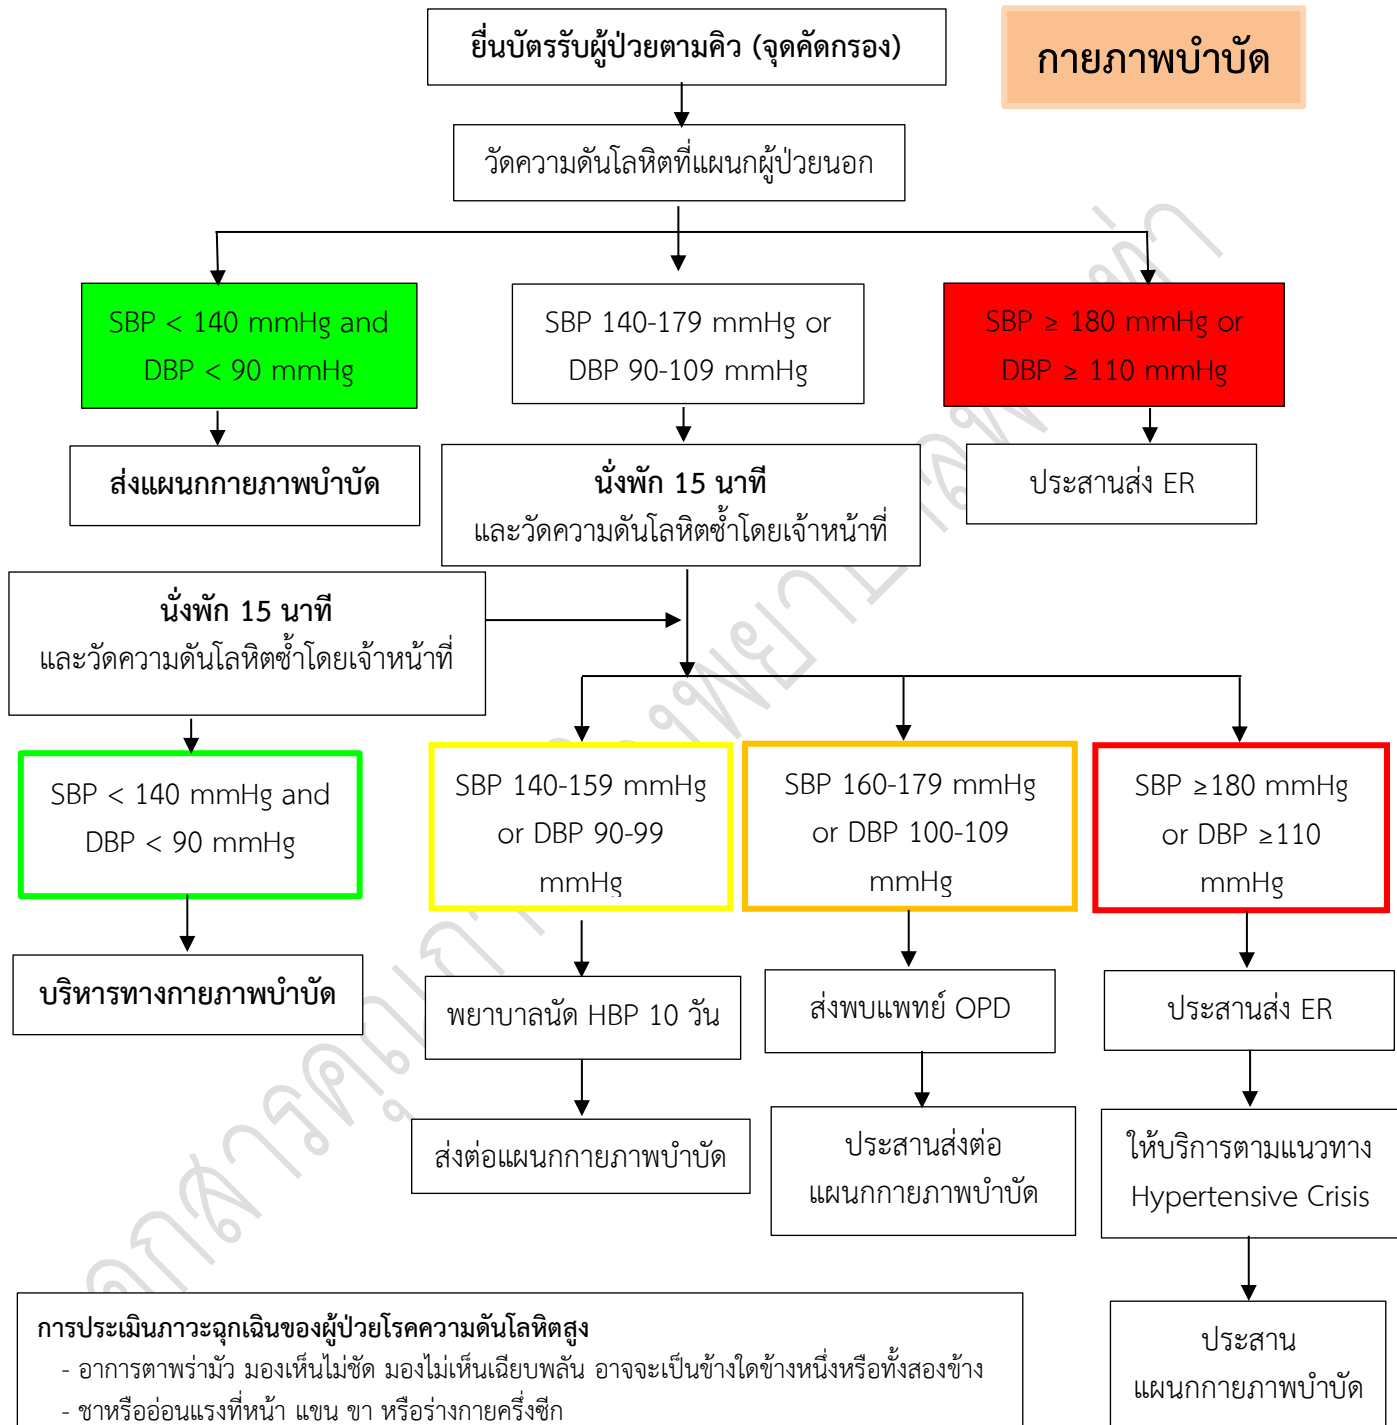 ยื่นบัตรรับผู้ป่วยตามคิว (จุดคัดกรอง)
กายภาพบำบัด
วัดความดันโลหิตที่แผนกผู้ป่วยนอก
SBP < 140 mmHg and
DBP < 90 mmHg
SBP 140-179 mmHg or
DBP 90-109 mmHg
SBP ≥ 180 mmHg or
DBP ≥ 110 mmHg
ส่งแผนกกายภาพบำบัด
นั่งพัก 15 นาที
และวัดความดันโลหิตซ้ำโดยเจ้าหน้าที่
ประสานส่ง ER
นั่งพัก 15 นาที
และวัดความดันโลหิตซ้ำโดยเจ้าหน้าที่
SBP < 140 mmHg and
DBP < 90 mmHg
SBP 140-159 mmHg
or DBP 90-99
mmHg
SBP 160-179 mmHg
or DBP 100-109
mmHg
SBP ≥180 mmHg
or DBP ≥110
mmHg
บริหารทางกายภาพบำบัด
พยาบาลนัด HBP 10 วัน
ส่งพบแพทย์ OPD
ประสานส่ง ER
ส่งต่อแผนกกายภาพบำบัด
ประสานส่งต่อ
แผนกกายภาพบำบัด
ให้บริการตามแนวทาง
Hypertensive Crisis
ประสาน
แผนกกายภาพบำบัด
การประเมินภาวะฉุกเฉินของผู้ป่วยโรคความดันโลหิตสูง
- อาการตาพร่ามัว มองเห็นไม่ชัด มองไม่เห็นเฉียบพลัน อาจจะเป็นข้างใดข้างหนึ่งหรือทั้งสองข้าง
- ชาหรืออ่อนแรงที่หน้า แขน ขา หรือร่างกายครึ่งซีก